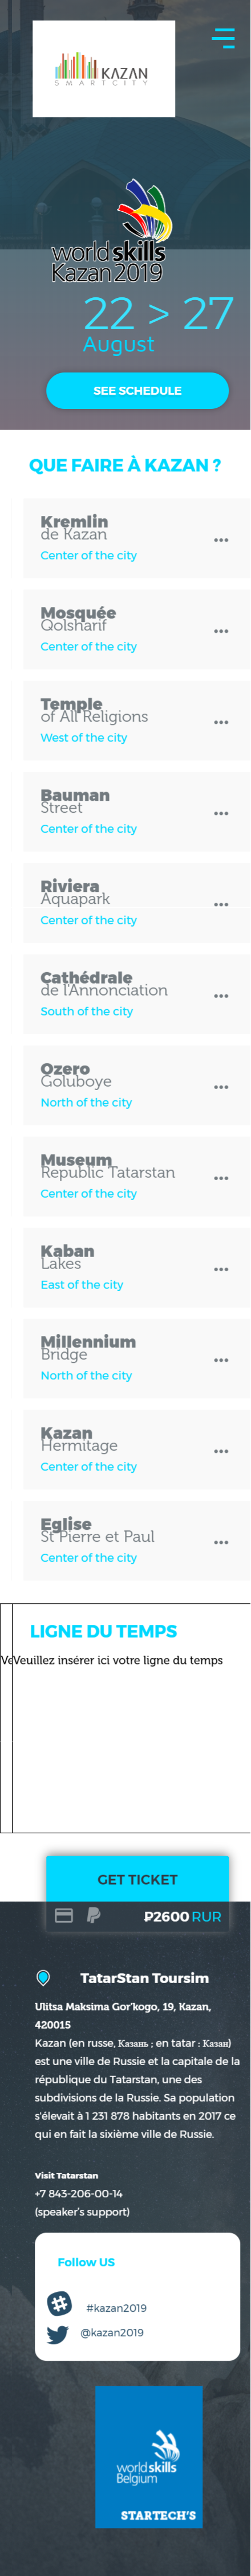 KAZAN
SMARTCITY
worldskills
Kazan 2019
22 > 27
August
SEE SCHEDULE
QUE FAIRE À KAZAN ?
Kremlin
de Kazan
Center of the city
Mosquée
Qolsharif
Center of the city
Temple
of All Religions
West of the city
Bauman
Street
Center of the city
Riviera
Aquapark
Center of the city
Cathédrale
de l'Annonciation
South of the city
Ozero
Goluboye
North of the city
Museum
Republic Tatarstan
Center of the city
Kaban
Lakes
East of the city
Millennium
Bridge
North of the city
Kazan
Hermitage
Center of the city
Eglise
St Pierre et Paul
Center of the city
LIGNE DU TEMPS
Ve Veuillez insérer ici votre ligne du temps
GET TICKET
₽2600 RUR
TatarStan Toursim
Ulitsa Maksima Gor'kogo, 19, Kazan,
420015
Kazan (en russe, Казань ; en tatar : Казан)
est une ville de Russie et la capitale de la
république du Tatarstan, une des
subdivisions de la Russie. Sa population
s'élevait à 1 231 878 habitants en 2017 ce
qui en fait la sixième ville de Russie.
Visit Tatarstan
+7 843-206-00-14
(speaker's support)
Follow US
#kazan2019
@kazan2019
worldskills
Belgium
STARTECH'S